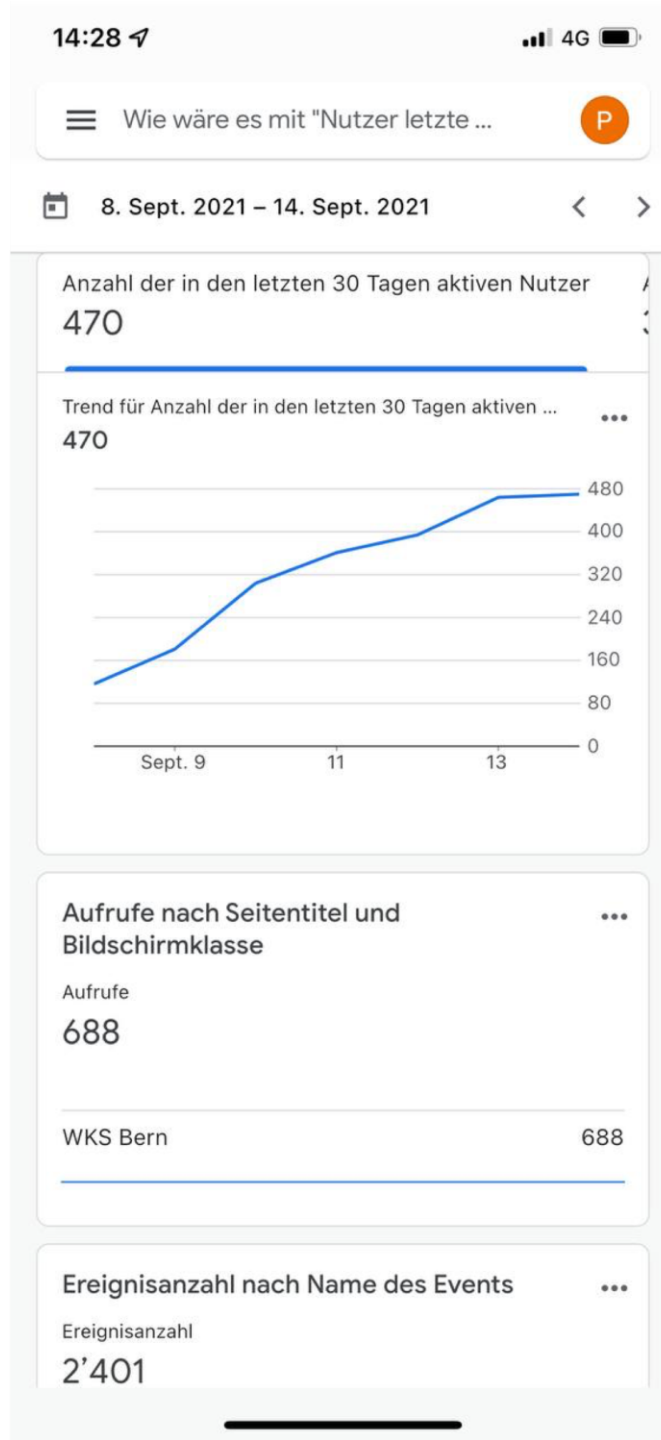 14:28
4G
Wie wäre es mit "Nutzer letzte ...
P
8. Sept. 2021 – 14. Sept. 2021
Anzahl der in den letzten 30 Tagen aktiven Nutzer
470
Trend für Anzahl der in den letzten 30 Tagen aktiven ...
470
480
400
320
240
160
80
0
Sept. 9 11 13
Aufrufe nach Seitentitel und
Bildschirmklasse
Aufrufe
688
WKS Bern 688
Ereignisanzahl nach Name des Events
Ereignisanzahl
2’401